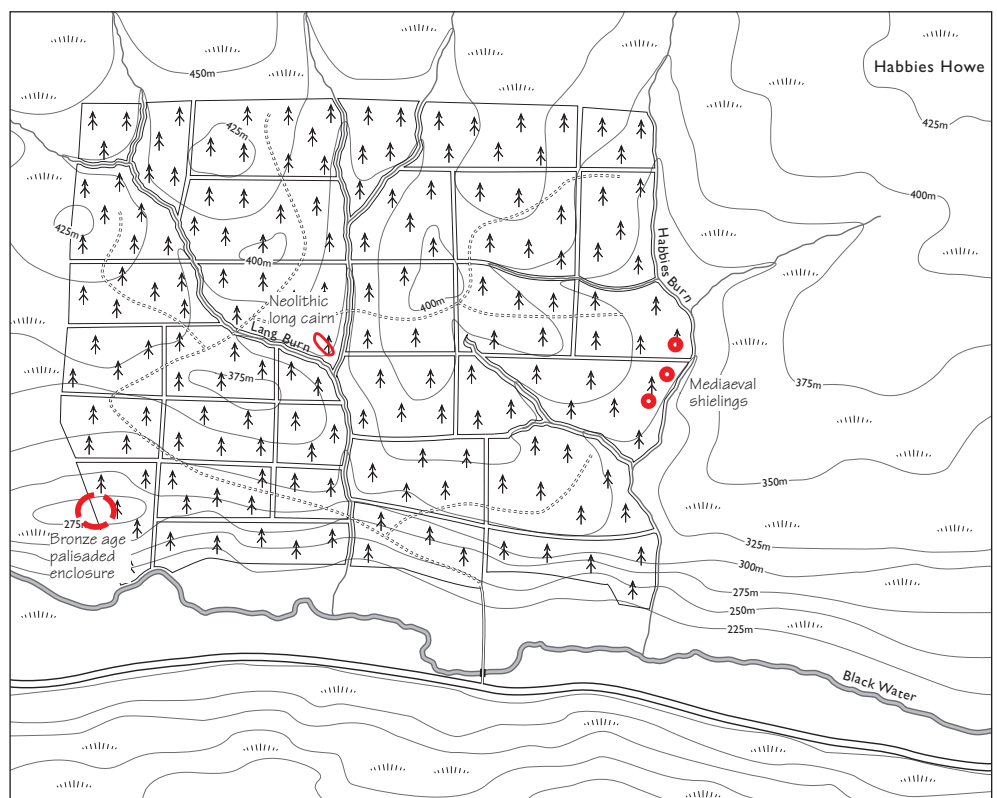 450m
Habbies Howe
425m
425m
400m
425m
Habbies Burn
400m
Neolithic
long cairn
400m
Lang Burn
375m
375m
Mediaeval
shielings
350m
275m
Bronze age
palisaded
enclosure
325m
300m
275m
250m
225m
Black Water